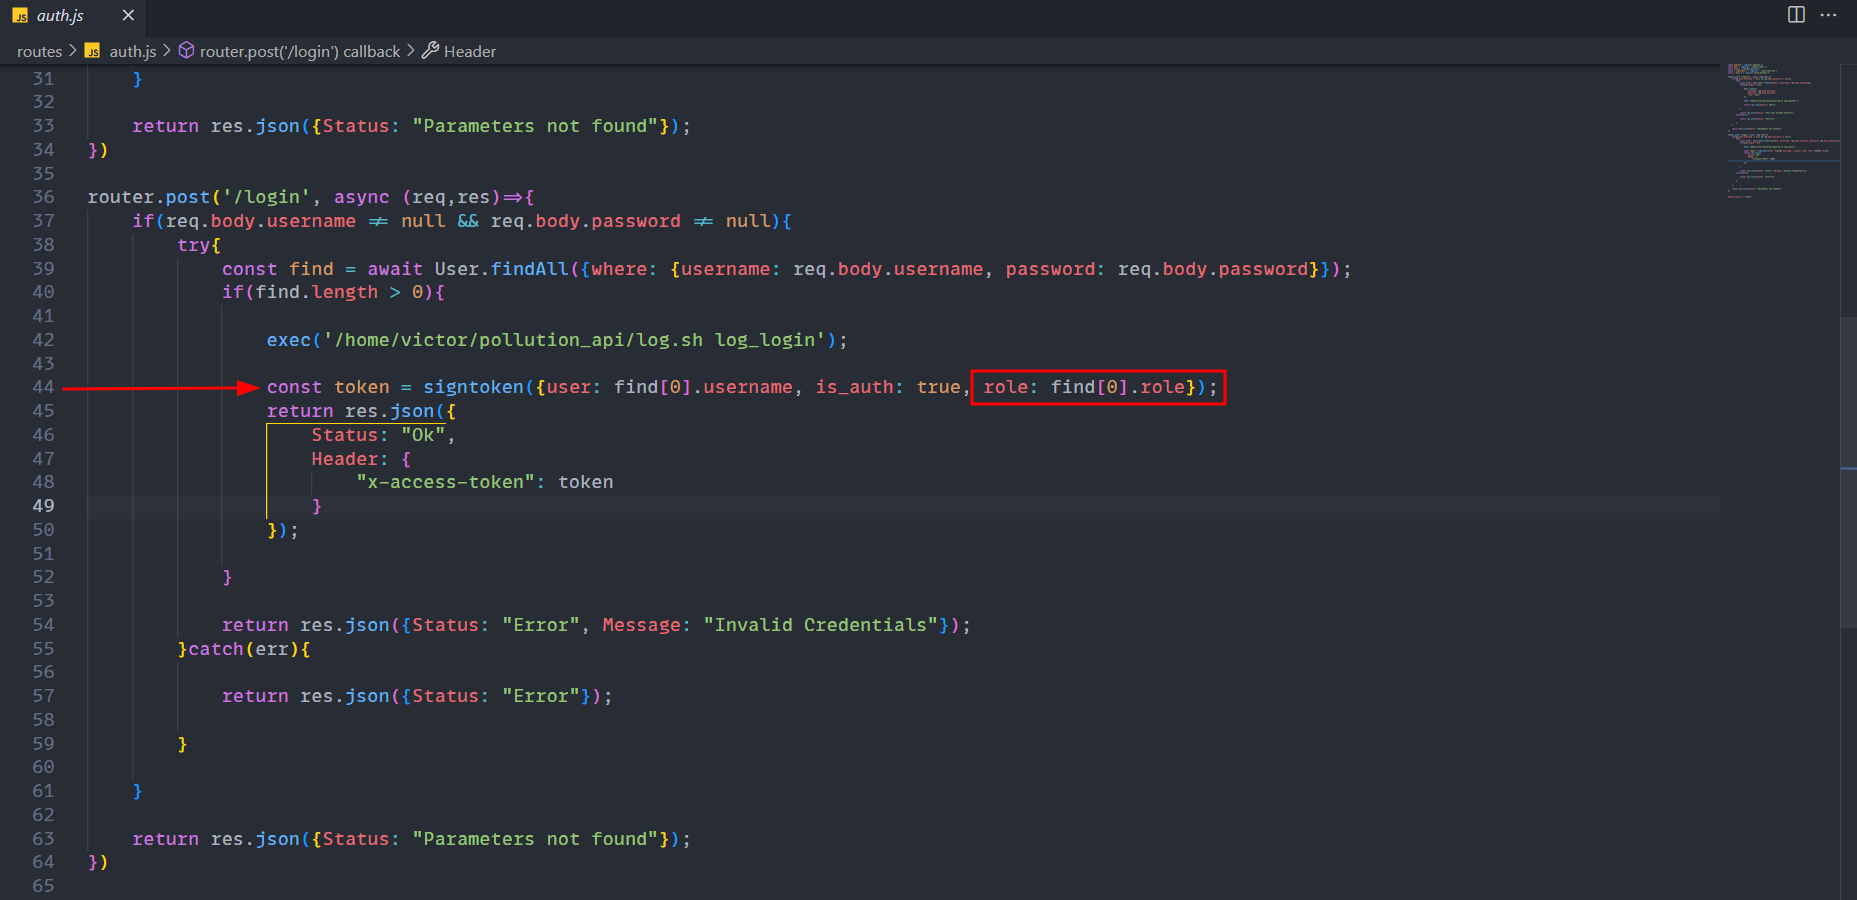 JS auth.js
routes > JS auth.js > router.post('/login') callback > Header
31 }
32
33 return res.json({Status: "Parameters not found"});
34 })
35
36 router.post('/login', async (req,res)=>{
37 if(req.body.username != null && req.body.password != null){
38 try{
39 const find = await User.findAll({where: {username: req.body.username, password: req.body.password}});
40 if(find.length > 0){
41
42 exec('/home/victor/pollution_api/log.sh log_login');
43
44 const token = signtoken({user: find[0].username, is_auth: true, role: find[0].role});
45 return res.json({
46 Status: "Ok",
47 Header: {
48 "x-access-token": token
49 }
50 });
51
52 }
53
54 return res.json({Status: "Error", Message: "Invalid Credentials"});
55 }catch(err){
56
57 return res.json({Status: "Error"});
58
59 }
60
61 }
62
63 return res.json({Status: "Parameters not found"});
64 })
65